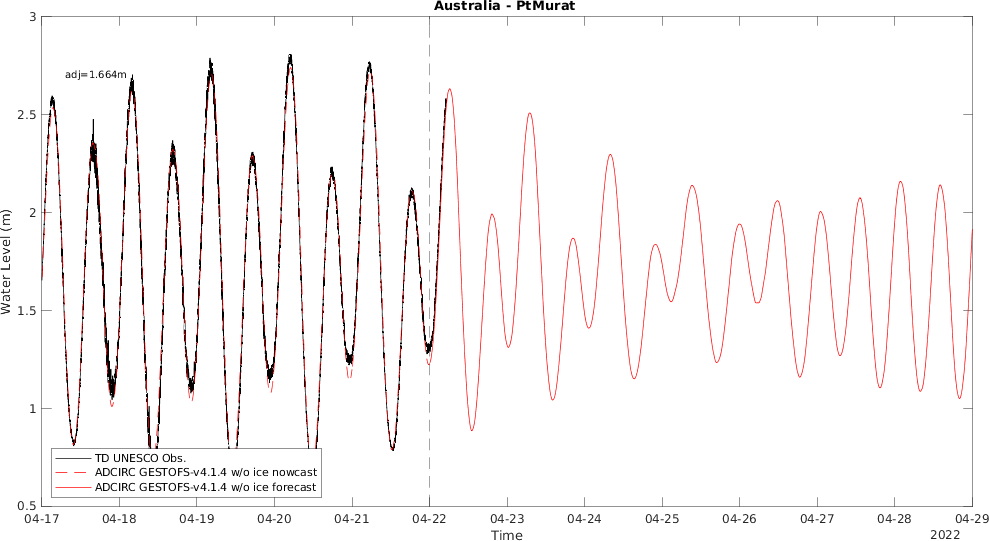 Australia - PtMurat
3
adj=1.664m
2.5
2
Water Level (m)
1.5
1
TD UNESCO Obs.
ADCIRC GESTOFS-v4.1.4 w/o ice nowcast
ADCIRC GESTOFS-v4.1.4 w/o ice forecast
0.5
04-17 04-18 04-19 04-20 04-21 04-22 04-23 04-24 04-25 04-26 04-27 04-28 04-29
Time
2022